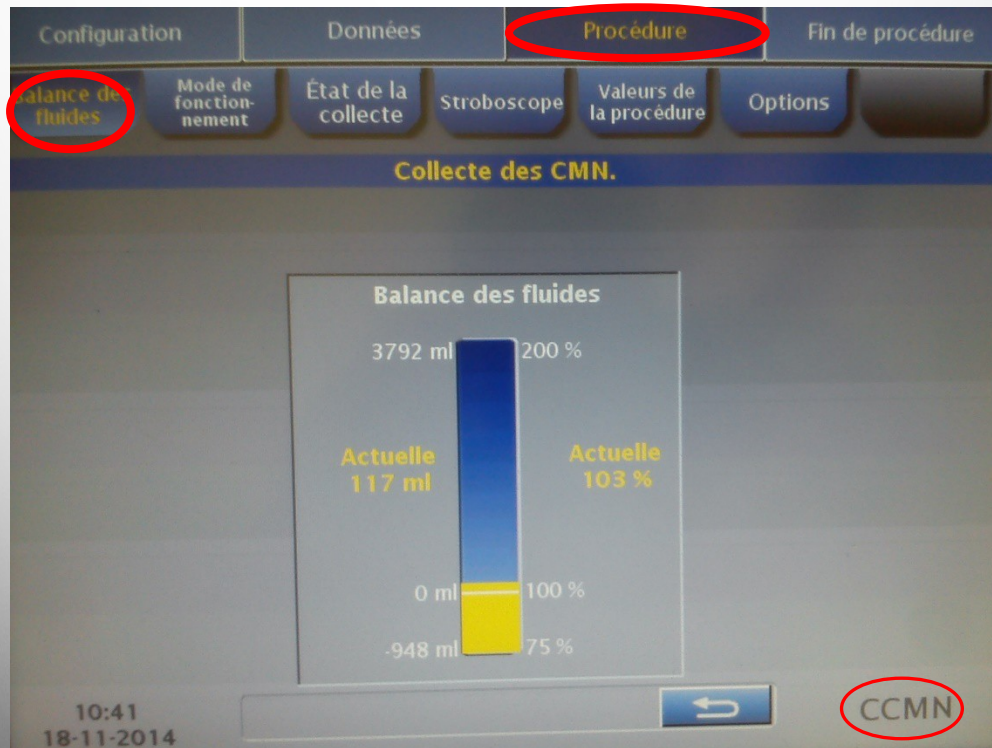 Configuration
Données
Procédure
Fin de procédure
Balance des
fluides
Mode de
fonction-
nement
État de la
collecte
Stroboscope
Valeurs de
la procédure
Options
Collecte des CMN.
Balance des fluides
3792 ml 200 %
Actuelle
117 ml
Actuelle
103 %
0 ml 100 %
-948 ml 75 %
10:41
18-11-2014
CCMN